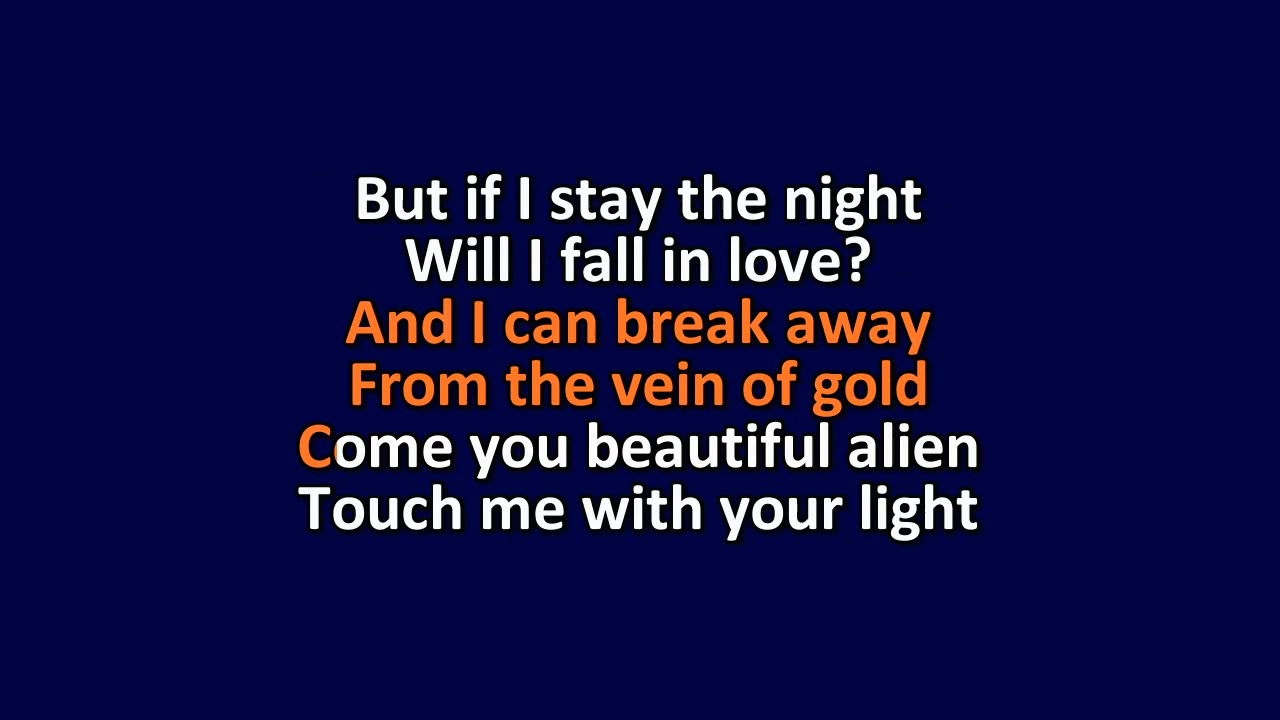 But if I stay the night
Will I fall in love?
And I can break away
From the vein of gold
Come you beautiful alien
Touch me with your light